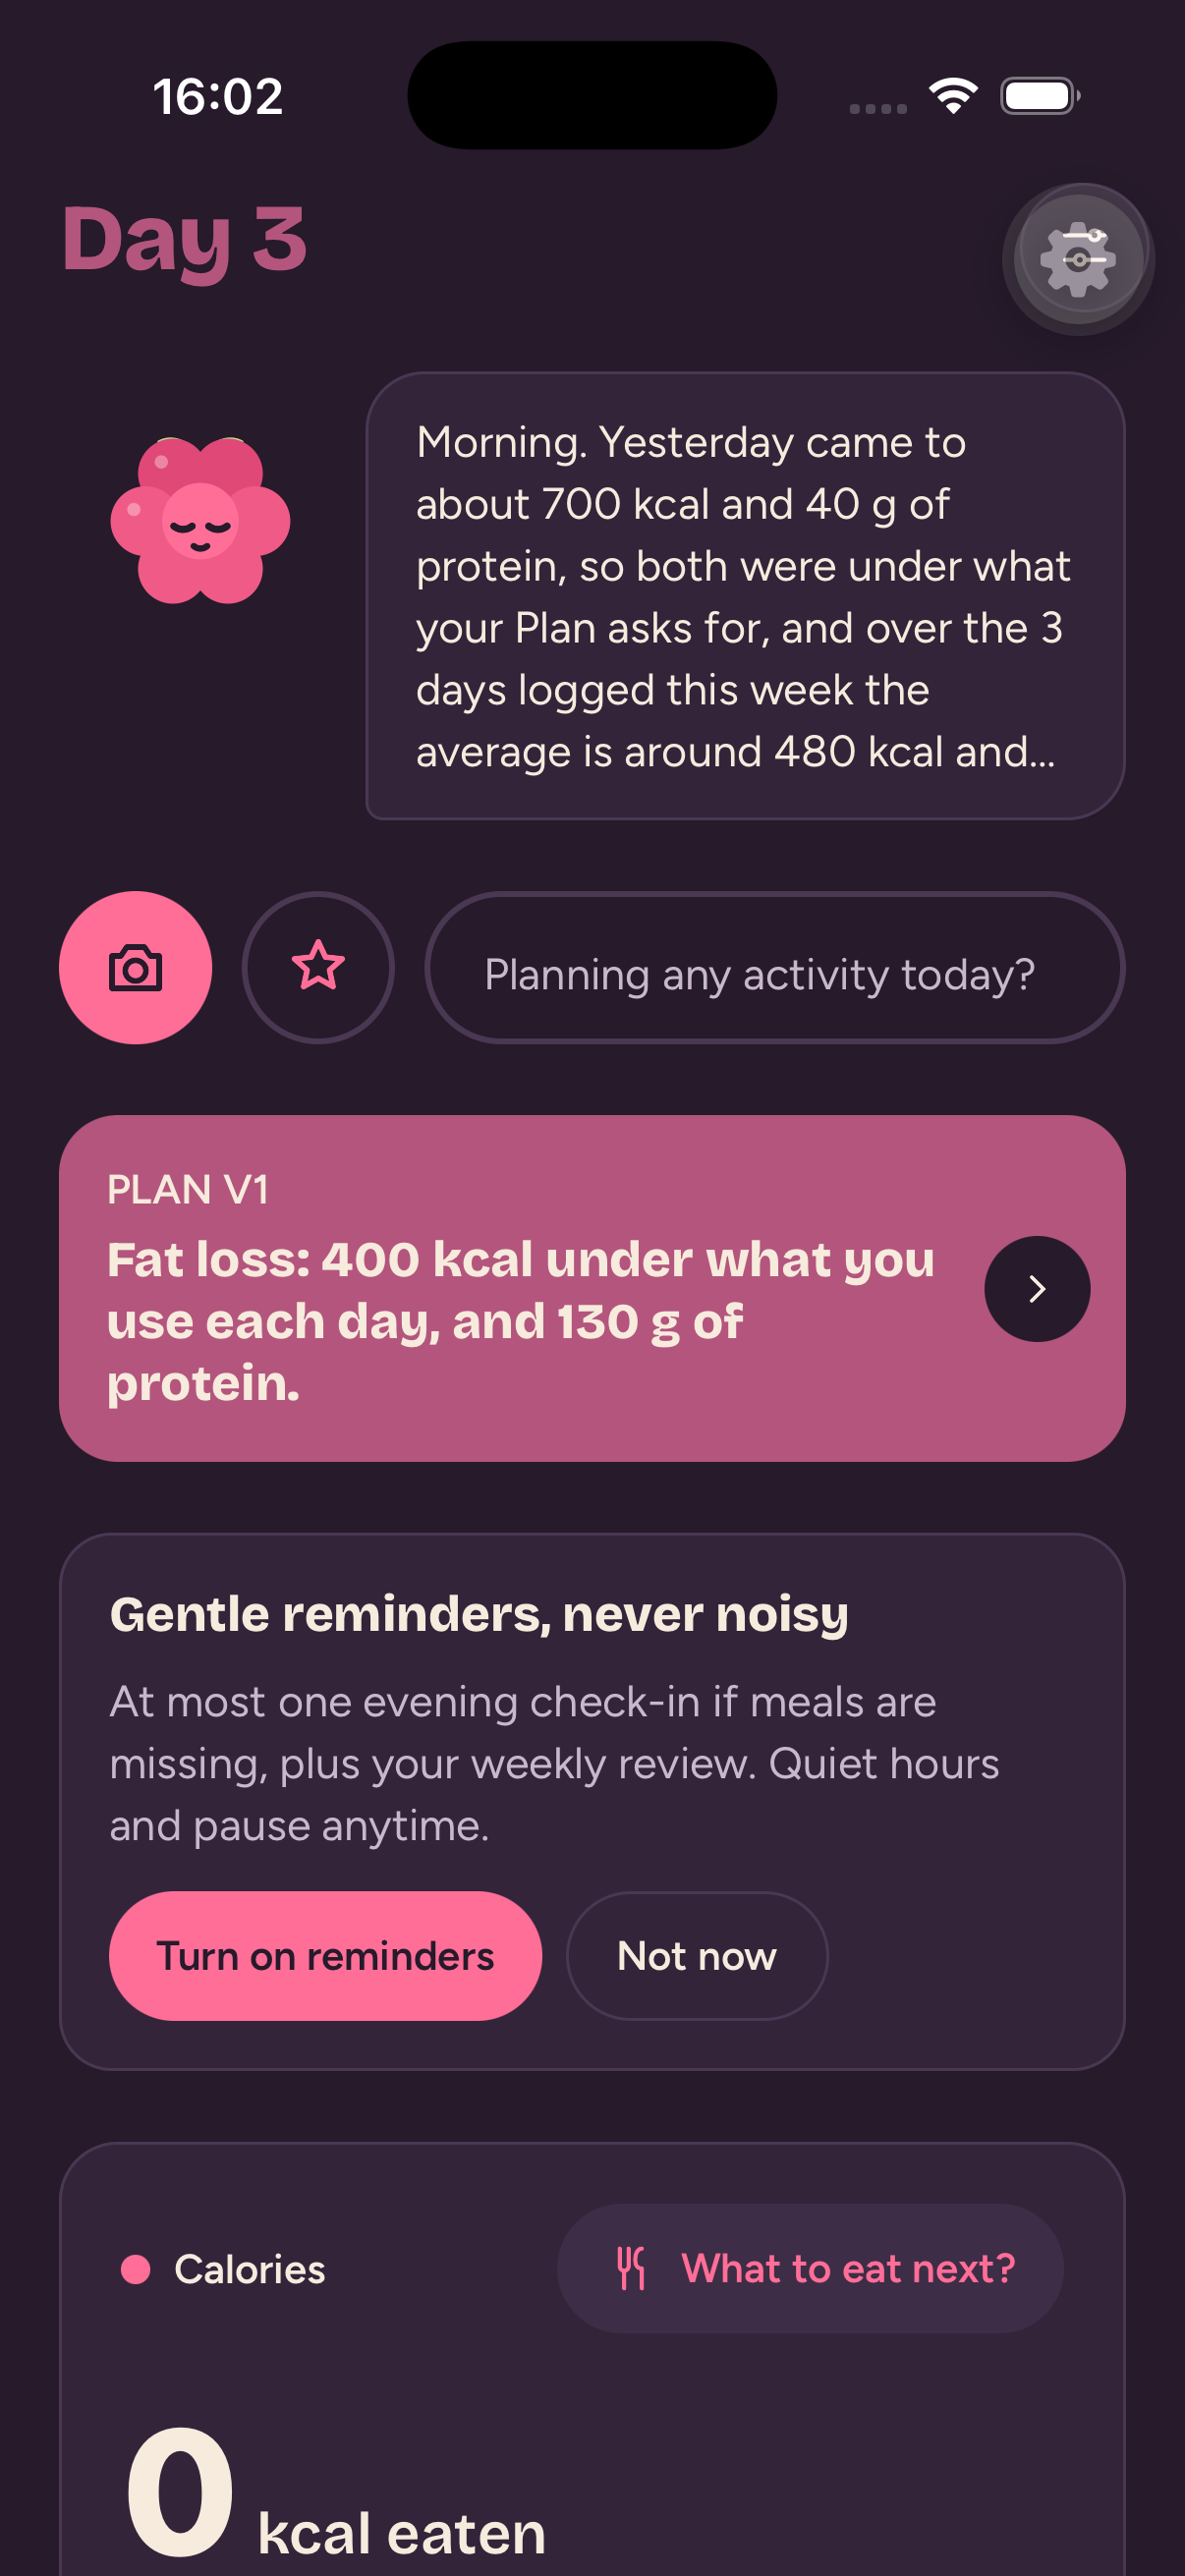 16:02
Day 3
Morning. Yesterday came to
about 700 kcal and 40 g of
protein, so both were under what
your Plan asks for, and over the 3
days logged this week the
average is around 480 kcal and...
Planning any activity today?
PLAN V1
Fat loss: 400 kcal under what you
use each day, and 130 g of
protein.
Gentle reminders, never noisy
At most one evening check-in if meals are
missing, plus your weekly review. Quiet hours
and pause anytime.
Turn on reminders
Not now
Calories
What to eat next?
0 kcal eaten